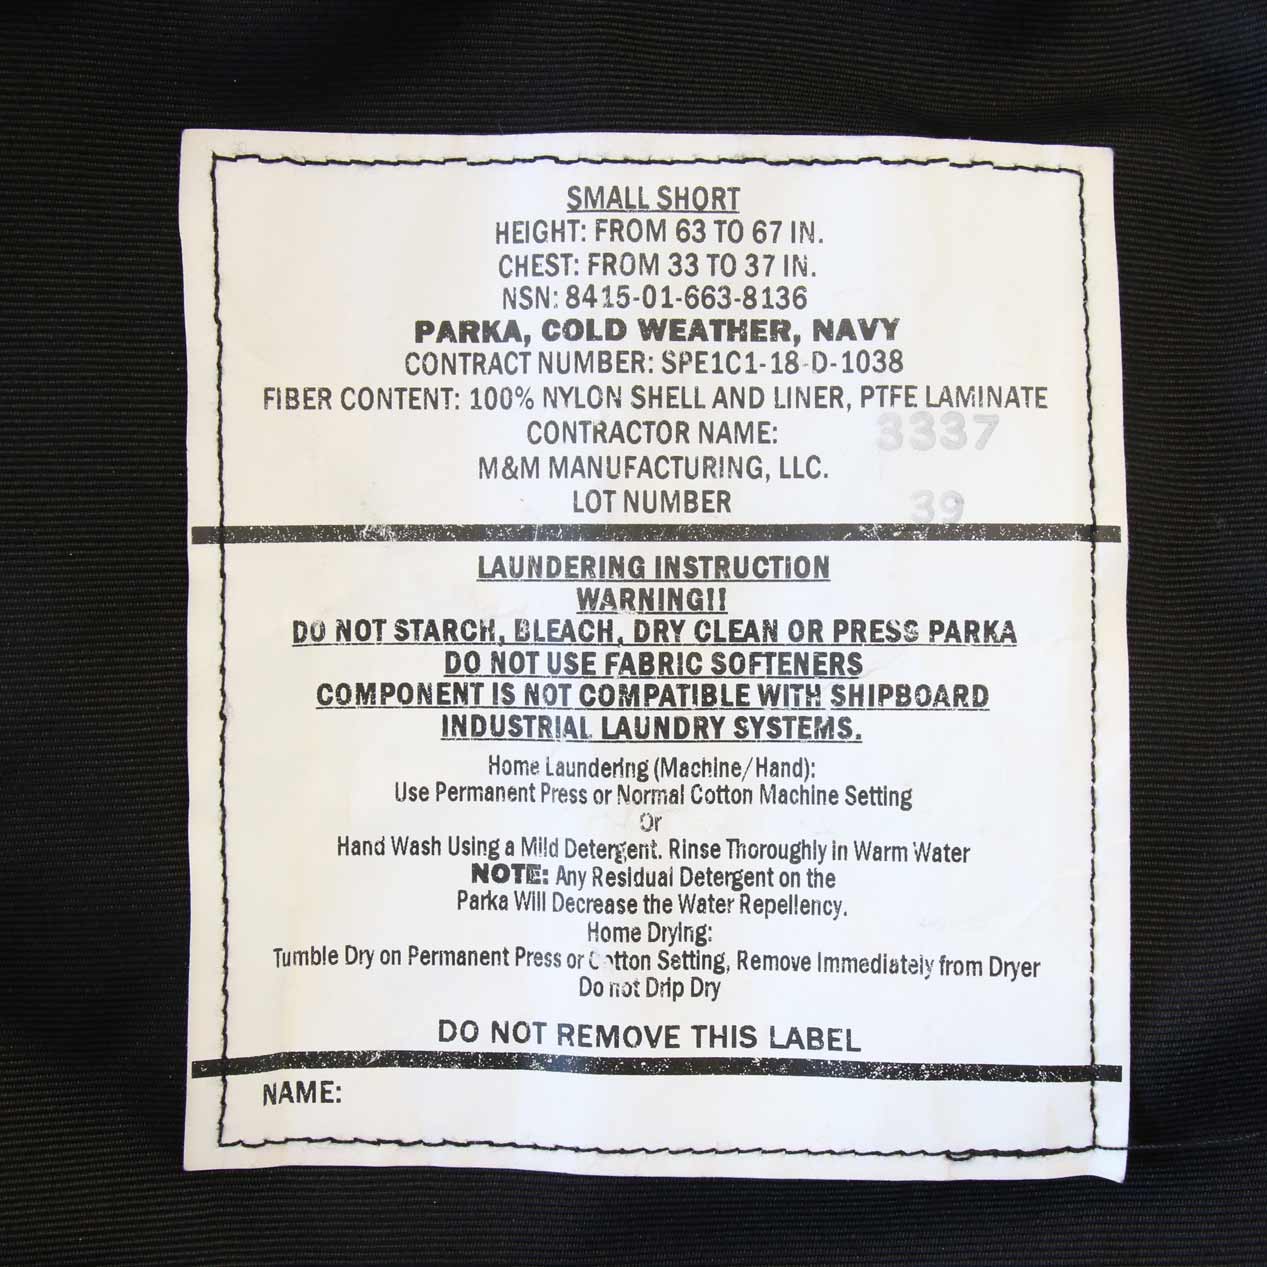 SMALL SHORT
HEIGHT: FROM 63 TO 67 IN.
CHEST: FROM 33 TO 37 IN.
NSN: 8415-01-663-8136
PARKA, COLD WEATHER, NAVY
CONTRACT NUMBER: SPE1C1-18-D-1038
FIBER CONTENT: 100% NYLON SHELL AND LINER, PTFE LAMINATE
CONTRACTOR NAME: 3337
M&M MANUFACTURING, LLC.
LOT NUMBER 39
LAUNDERING INSTRUCTION
WARNING!!
DO NOT STARCH, BLEACH, DRY CLEAN OR PRESS PARKA
DO NOT USE FABRIC SOFTENERS
COMPONENT IS NOT COMPATIBLE WITH SHIPBOARD
INDUSTRIAL LAUNDRY SYSTEMS.
Home Laundering (Machine/Hand):
Use Permanent Press or Normal Cotton Machine Setting
Or
Hand Wash Using a Mild Detergent. Rinse Thoroughly in Warm Water
NOTE: Any Residual Detergent on the
Parka Will Decrease the Water Repellency.
Home Drying:
Tumble Dry on Permanent Press or Cotton Setting, Remove Immediately from Dryer
Do not Drip Dry
DO NOT REMOVE THIS LABEL
NAME: